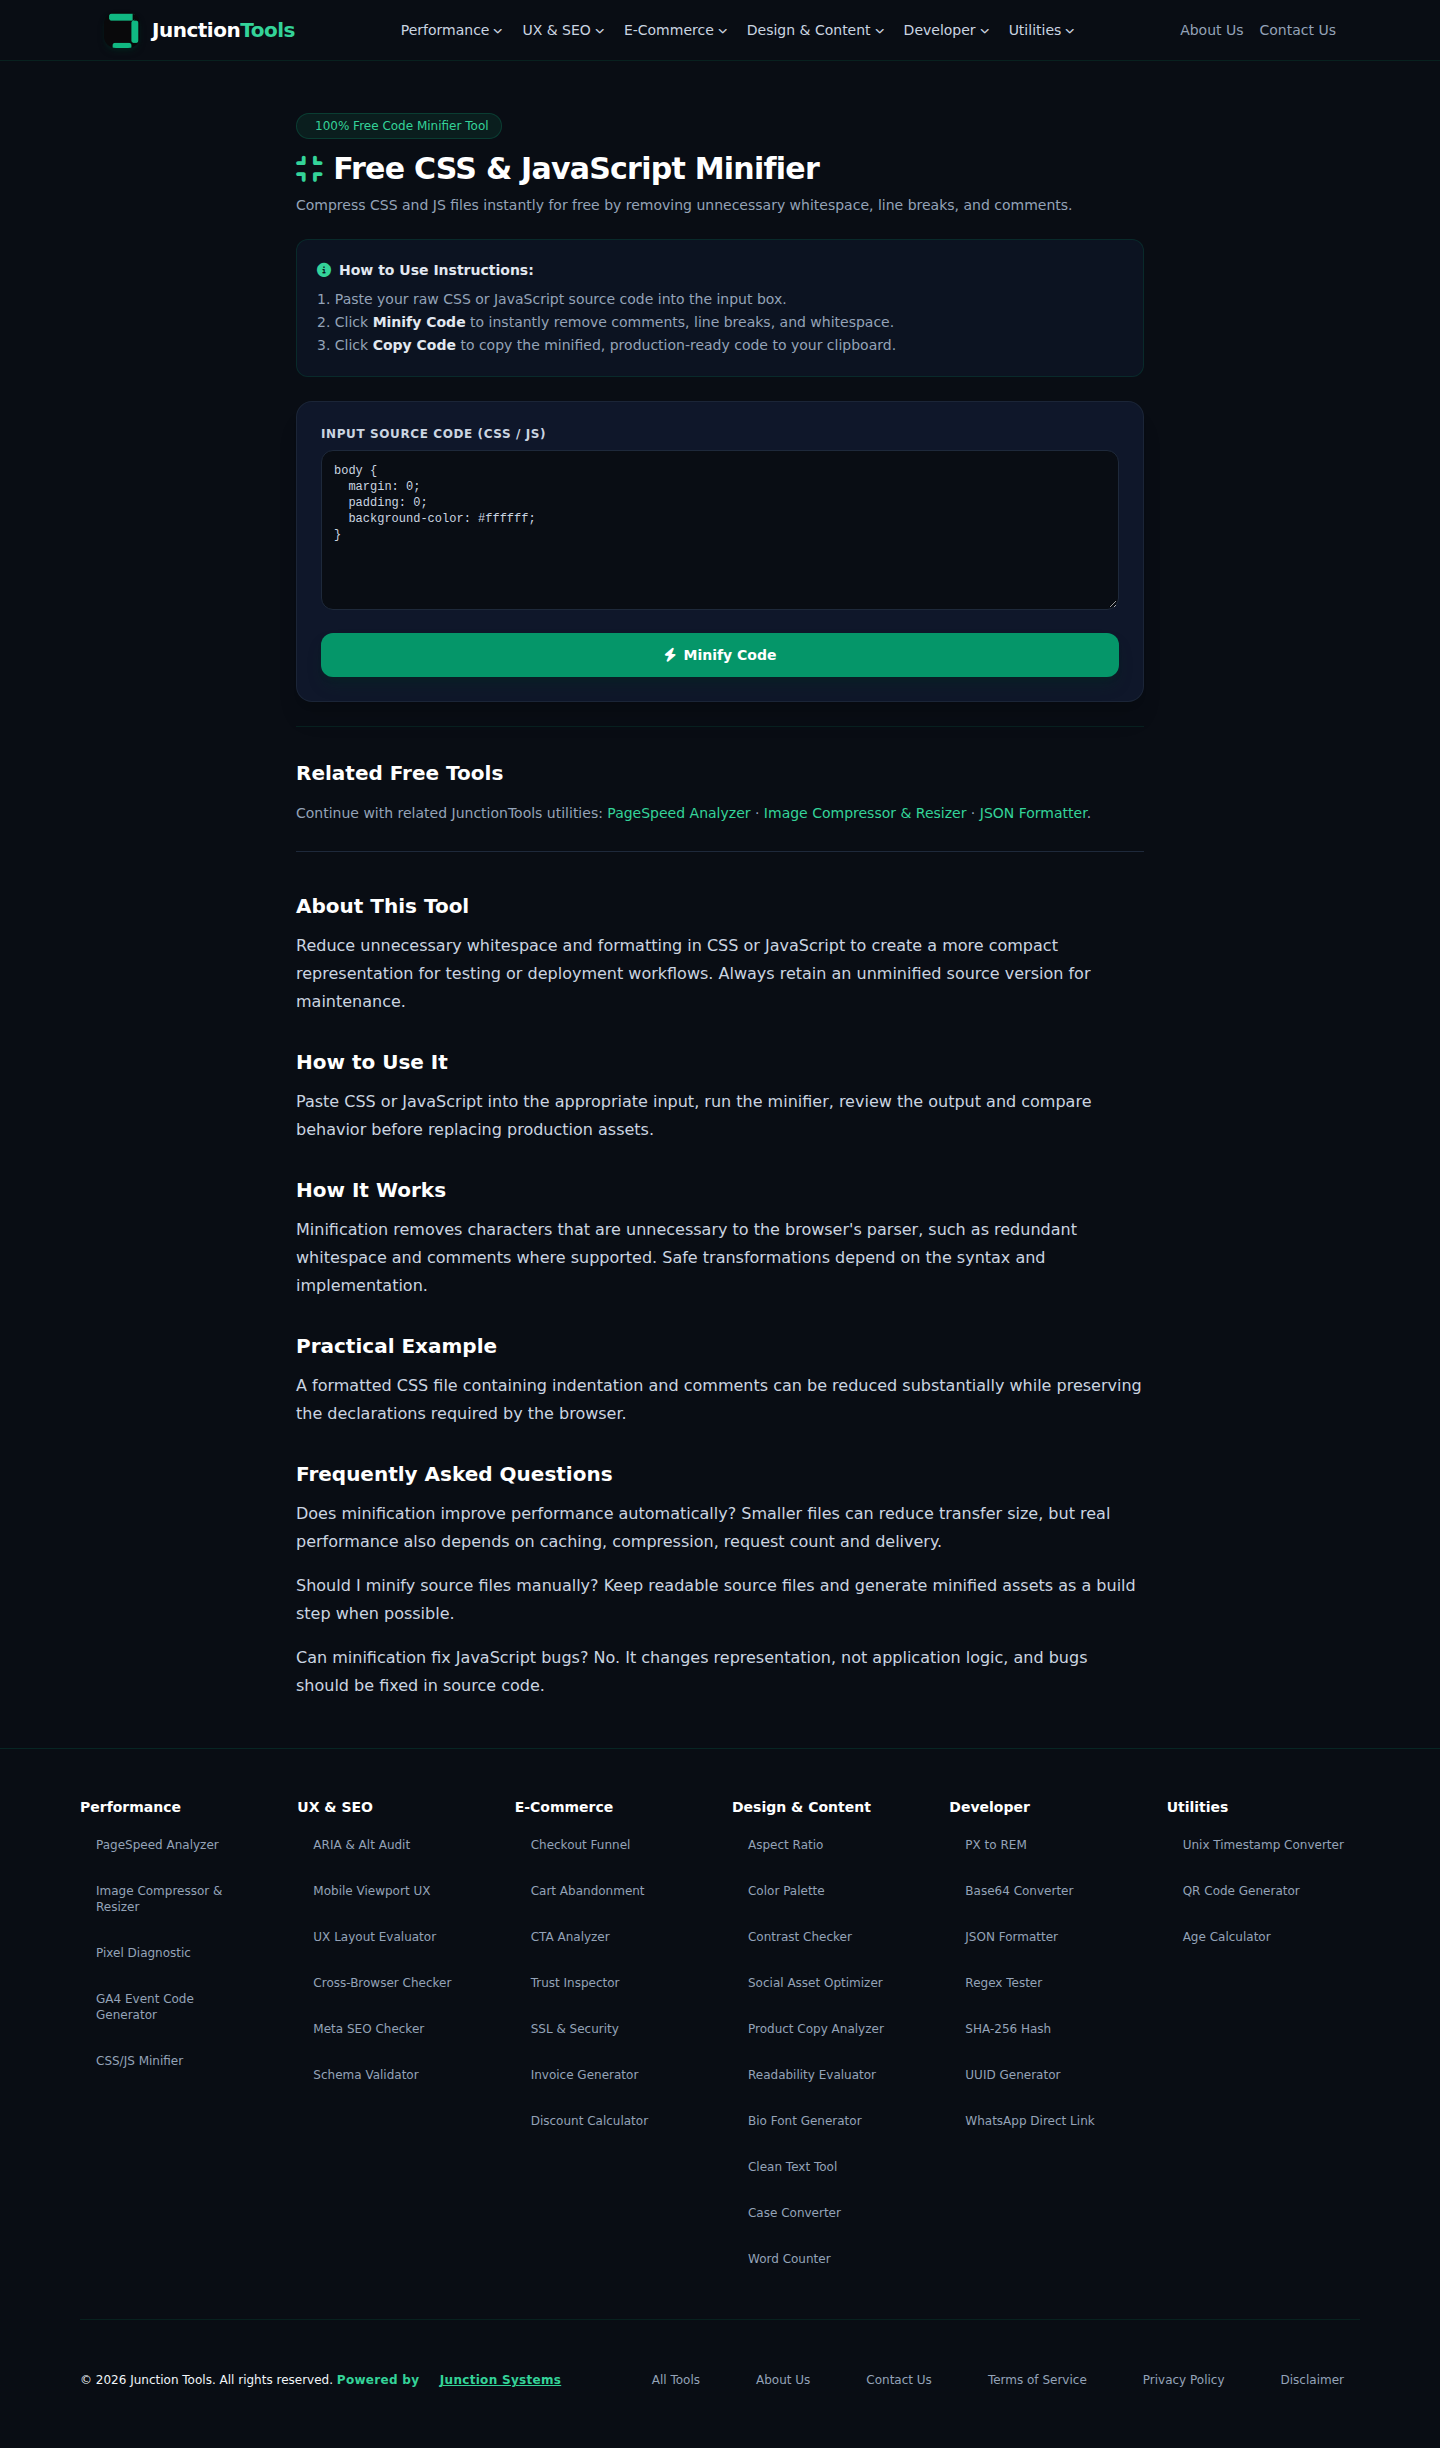 JunctionTools
Performance
UX & SEO
E-Commerce
Design & Content
Developer
Utilities
About Us
Contact Us
100% Free Code Minifier Tool
Free CSS & JavaScript Minifier
Compress CSS and JS files instantly for free by removing unnecessary whitespace, line breaks, and comments.
How to Use Instructions:
1. Paste your raw CSS or JavaScript source code into the input box.
2. Click Minify Code to instantly remove comments, line breaks, and whitespace.
3. Click Copy Code to copy the minified, production-ready code to your clipboard.
INPUT SOURCE CODE (CSS / JS)
body {
  margin: 0;
  padding: 0;
  background-color: #ffffff;
}
Minify Code
Related Free Tools
Continue with related JunctionTools utilities: PageSpeed Analyzer · Image Compressor & Resizer · JSON Formatter.
About This Tool
Reduce unnecessary whitespace and formatting in CSS or JavaScript to create a more compact
representation for testing or deployment workflows. Always retain an unminified source version for
maintenance.
How to Use It
Paste CSS or JavaScript into the appropriate input, run the minifier, review the output and compare
behavior before replacing production assets.
How It Works
Minification removes characters that are unnecessary to the browser's parser, such as redundant
whitespace and comments where supported. Safe transformations depend on the syntax and
implementation.
Practical Example
A formatted CSS file containing indentation and comments can be reduced substantially while preserving
the declarations required by the browser.
Frequently Asked Questions
Does minification improve performance automatically? Smaller files can reduce transfer size, but real
performance also depends on caching, compression, request count and delivery.
Should I minify source files manually? Keep readable source files and generate minified assets as a build
step when possible.
Can minification fix JavaScript bugs? No. It changes representation, not application logic, and bugs
should be fixed in source code.
Performance
PageSpeed Analyzer
Image Compressor &
Resizer
Pixel Diagnostic
GA4 Event Code
Generator
CSS/JS Minifier
UX & SEO
ARIA & Alt Audit
Mobile Viewport UX
UX Layout Evaluator
Cross-Browser Checker
Meta SEO Checker
Schema Validator
E-Commerce
Checkout Funnel
Cart Abandonment
CTA Analyzer
Trust Inspector
SSL & Security
Invoice Generator
Discount Calculator
Design & Content
Aspect Ratio
Color Palette
Contrast Checker
Social Asset Optimizer
Product Copy Analyzer
Readability Evaluator
Bio Font Generator
Clean Text Tool
Case Converter
Word Counter
Developer
PX to REM
Base64 Converter
JSON Formatter
Regex Tester
SHA-256 Hash
UUID Generator
WhatsApp Direct Link
Utilities
Unix Timestamp Converter
QR Code Generator
Age Calculator
© 2026 Junction Tools. All rights reserved. Powered by Junction Systems
All Tools
About Us
Contact Us
Terms of Service
Privacy Policy
Disclaimer